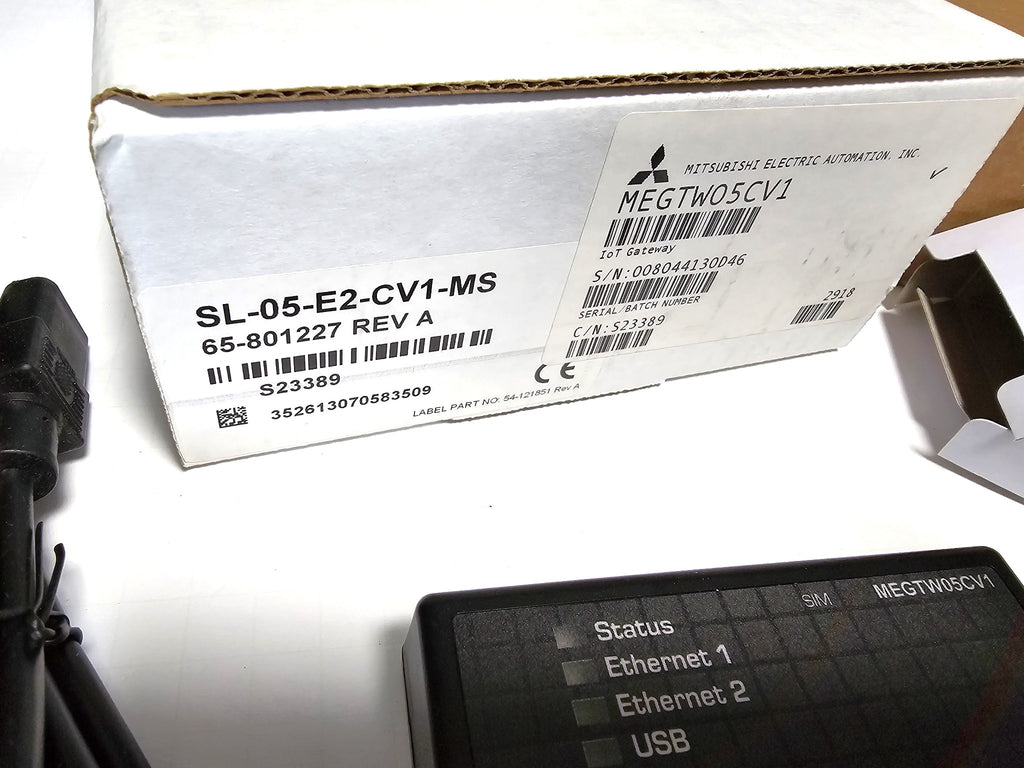 MITSUBISHI ELECTRIC AUTOMATION, INC.
MEGTW05CV1
IoT Gateway
S/N:008044130D46
SERIAL/BATCH NUMBER
2918
C/N:S23389
SL-05-E2-CV1-MS
65-801227 REV A
S23389
352613070583509
CE
LABEL PART NO: 54-121851 Rev A
SIM
MEGTW05CV1
Status
Ethernet 1
Ethernet 2
USB